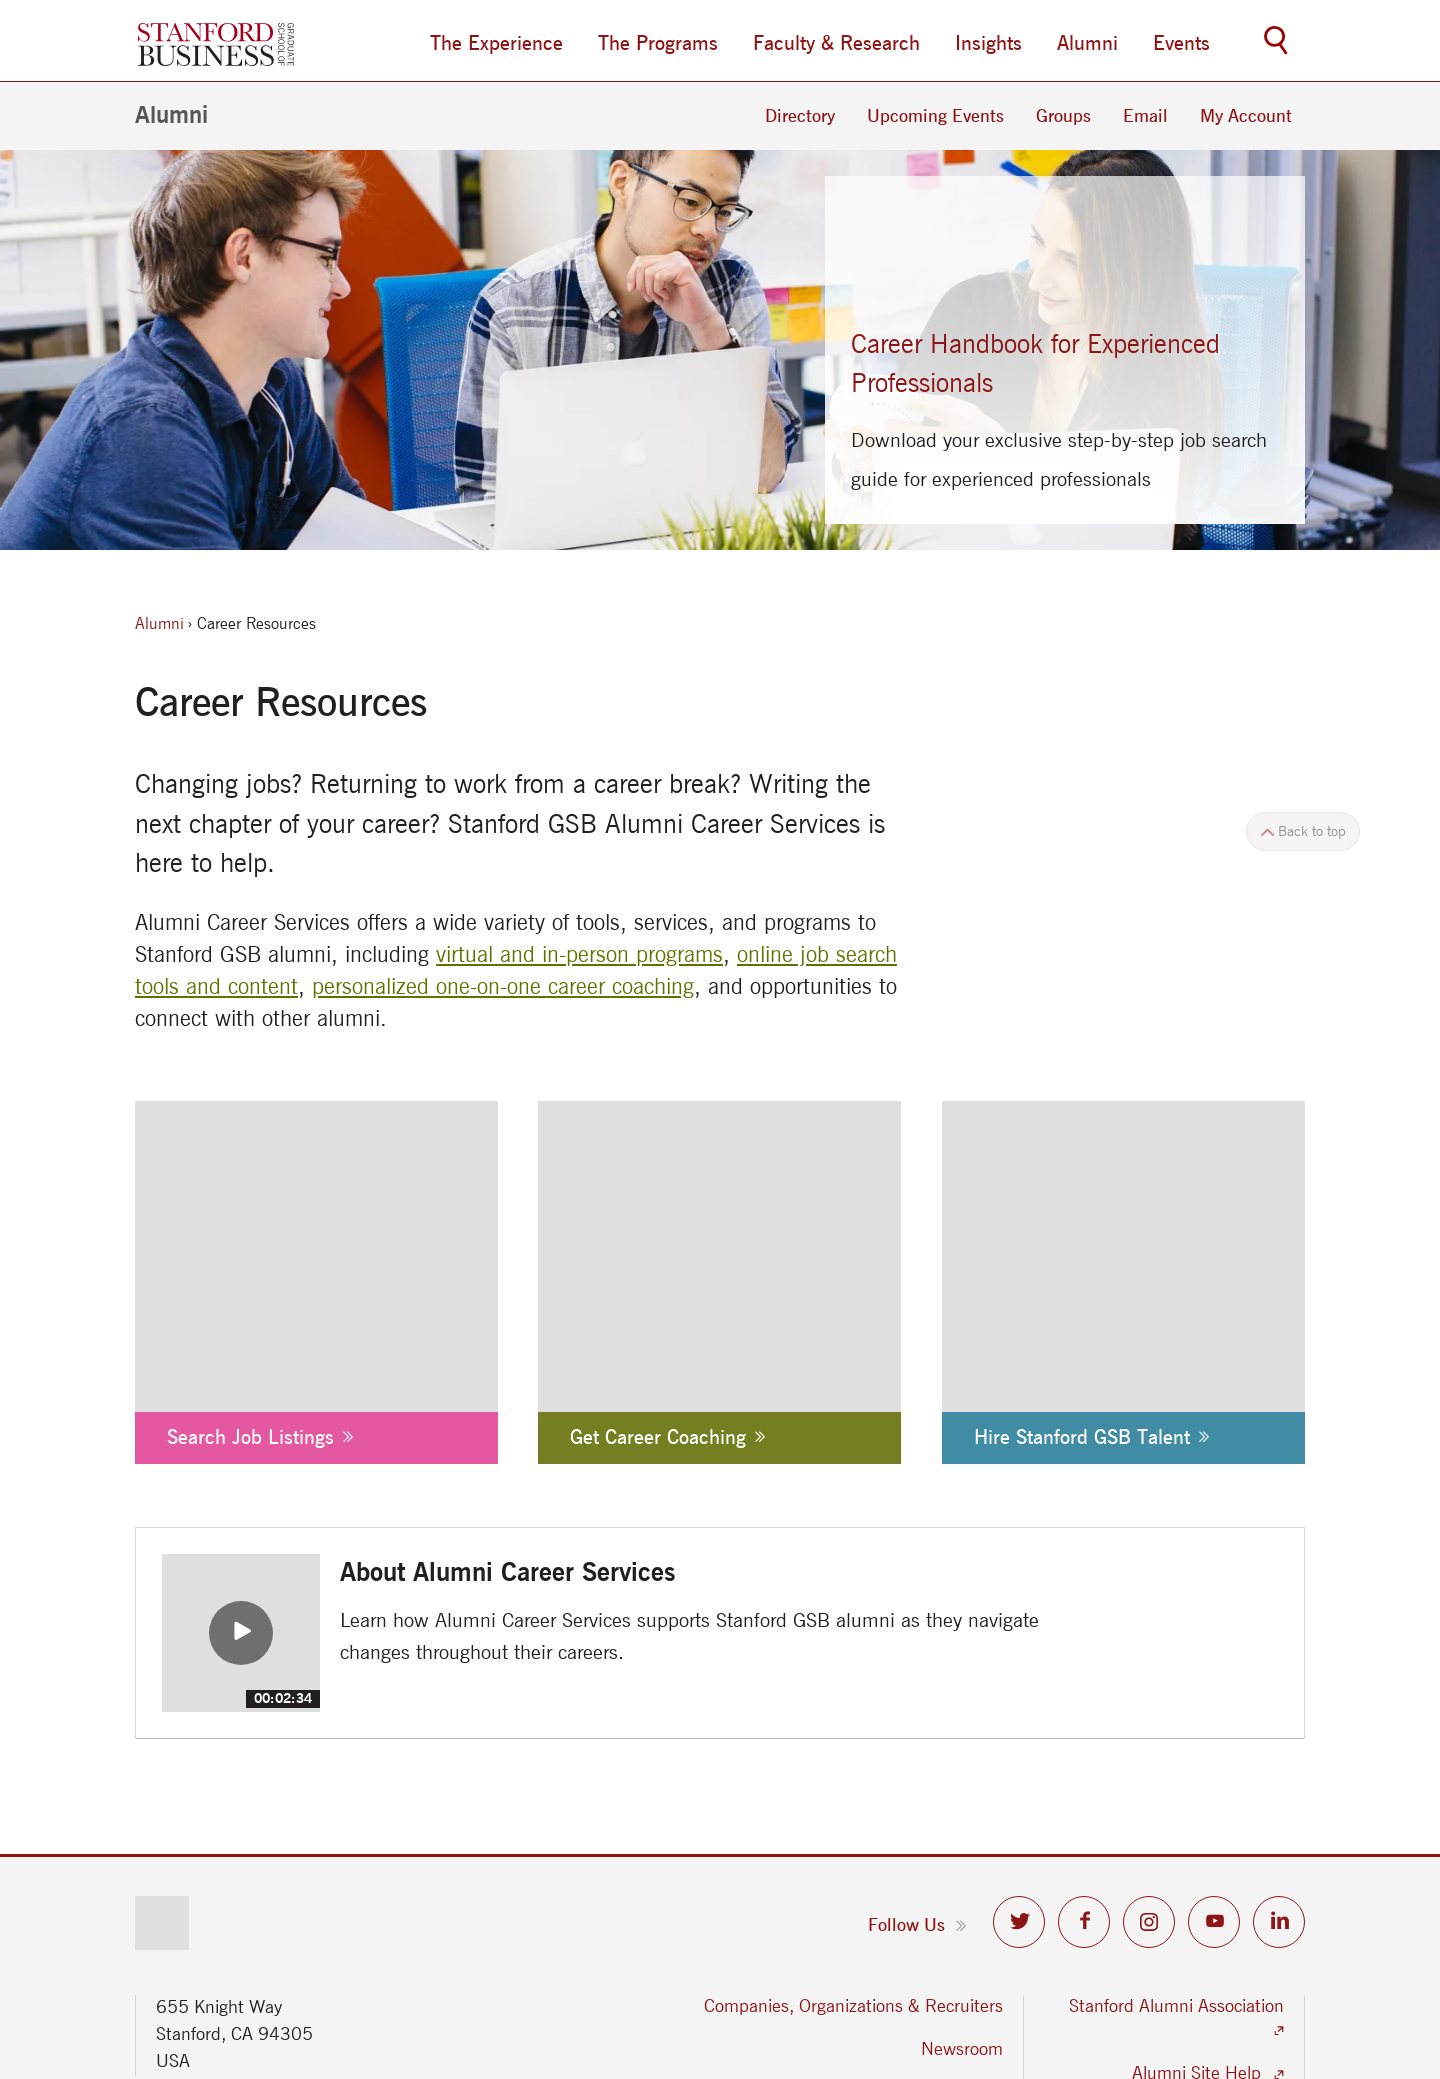 STANFORD
BUSINESS
GRADUATE
SCHOOL OF
The Experience
The Programs
Faculty & Research
Insights
Alumni
Events
Alumni
Directory
Upcoming Events
Groups
Email
My Account
Career Handbook for Experienced
Professionals
Download your exclusive step-by-step job search
guide for experienced professionals
Alumni › Career Resources
Career Resources
Changing jobs? Returning to work from a career break? Writing the
next chapter of your career? Stanford GSB Alumni Career Services is
here to help.
Back to top
Alumni Career Services offers a wide variety of tools, services, and programs to
Stanford GSB alumni, including virtual and in-person programs, online job search
tools and content, personalized one-on-one career coaching, and opportunities to
connect with other alumni.
Search Job Listings »
Get Career Coaching »
Hire Stanford GSB Talent »
00:02:34
About Alumni Career Services
Learn how Alumni Career Services supports Stanford GSB alumni as they navigate
changes throughout their careers.
Follow Us »
655 Knight Way
Stanford, CA 94305
USA
Companies, Organizations & Recruiters
Newsroom
Stanford Alumni Association
Alumni Site Help